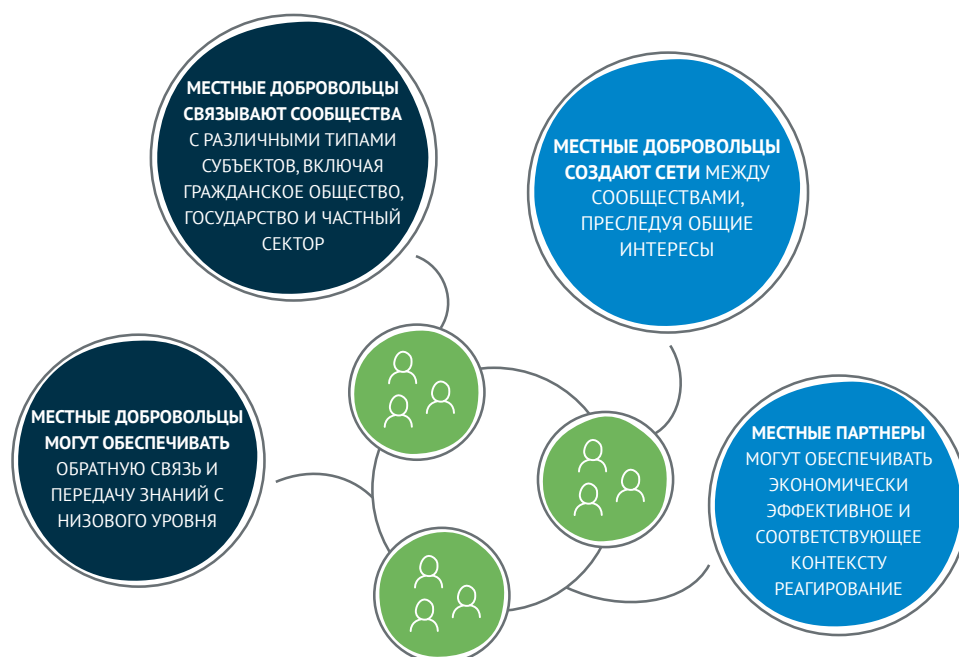 МЕСТНЫЕ ДОБРОВОЛЬЦЫ
СВЯЗЫВАЮТ СООБЩЕСТВА
С РАЗЛИЧНЫМИ ТИПАМИ
СУБЪЕКТОВ, ВКЛЮЧАЯ
ГРАЖДАНСКОЕ ОБЩЕСТВО,
ГОСУДАРСТВО И ЧАСТНЫЙ
СЕКТОР
МЕСТНЫЕ ДОБРОВОЛЬЦЫ
СОЗДАЮТ СЕТИ МЕЖДУ
СООБЩЕСТВАМИ,
ПРЕСЛЕДУЯ ОБЩИЕ
ИНТЕРЕСЫ
МЕСТНЫЕ ДОБРОВОЛЬЦЫ
МОГУТ ОБЕСПЕЧИВАТЬ
ОБРАТНУЮ СВЯЗЬ И
ПЕРЕДАЧУ ЗНАНИЙ С
НИЗОВОГО УРОВНЯ
МЕСТНЫЕ ПАРТНЕРЫ
МОГУТ ОБЕСПЕЧИВАТЬ
ЭКОНОМИЧЕСКИ
ЭФФЕКТИВНОЕ И
СООТВЕТСТВУЮЩЕЕ
КОНТЕКСТУ
РЕАГИРОВАНИЕ